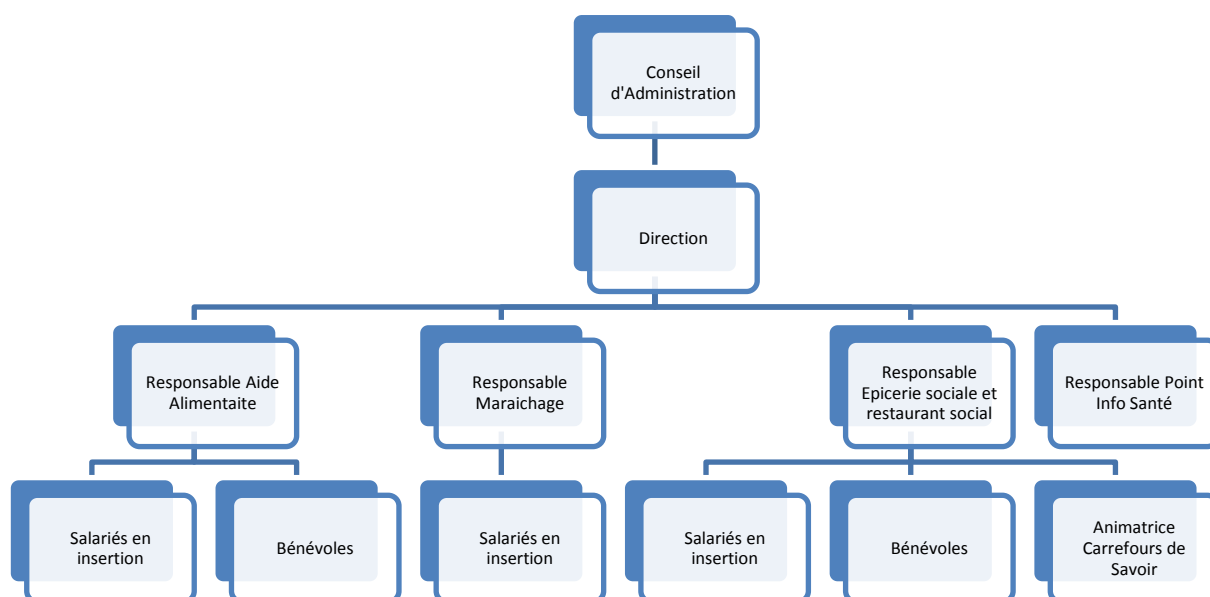 Conseil
d'Administration
Direction
Responsable Aide
Alimentaite
Responsable
Maraichage
Responsable
Epicerie sociale et
restaurant social
Responsable Point
Info Santé
Salariés en
insertion
Bénévoles
Salariés en
insertion
Salariés en
insertion
Bénévoles
Animatrice
Carrefours de
Savoir